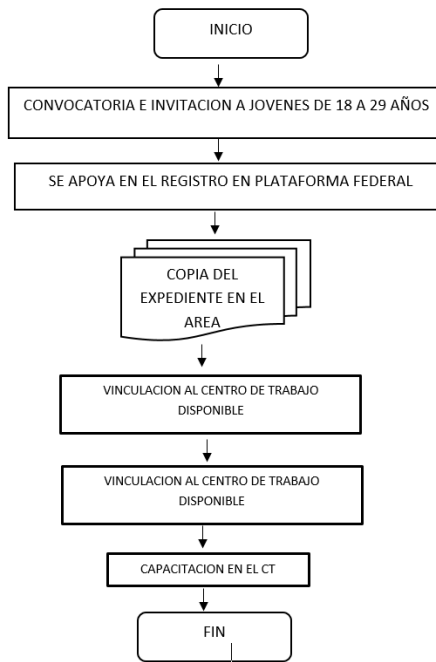 INICIO
CONVOCATORIA E INVITACION A JOVENES DE 18 A 29 AÑOS
SE APOYA EN EL REGISTRO EN PLATAFORMA FEDERAL
COPIA DEL
EXPEDIENTE EN EL
AREA
VINCULACION AL CENTRO DE TRABAJO
DISPONIBLE
VINCULACION AL CENTRO DE TRABAJO
DISPONIBLE
CAPACITACION EN EL CT
FIN